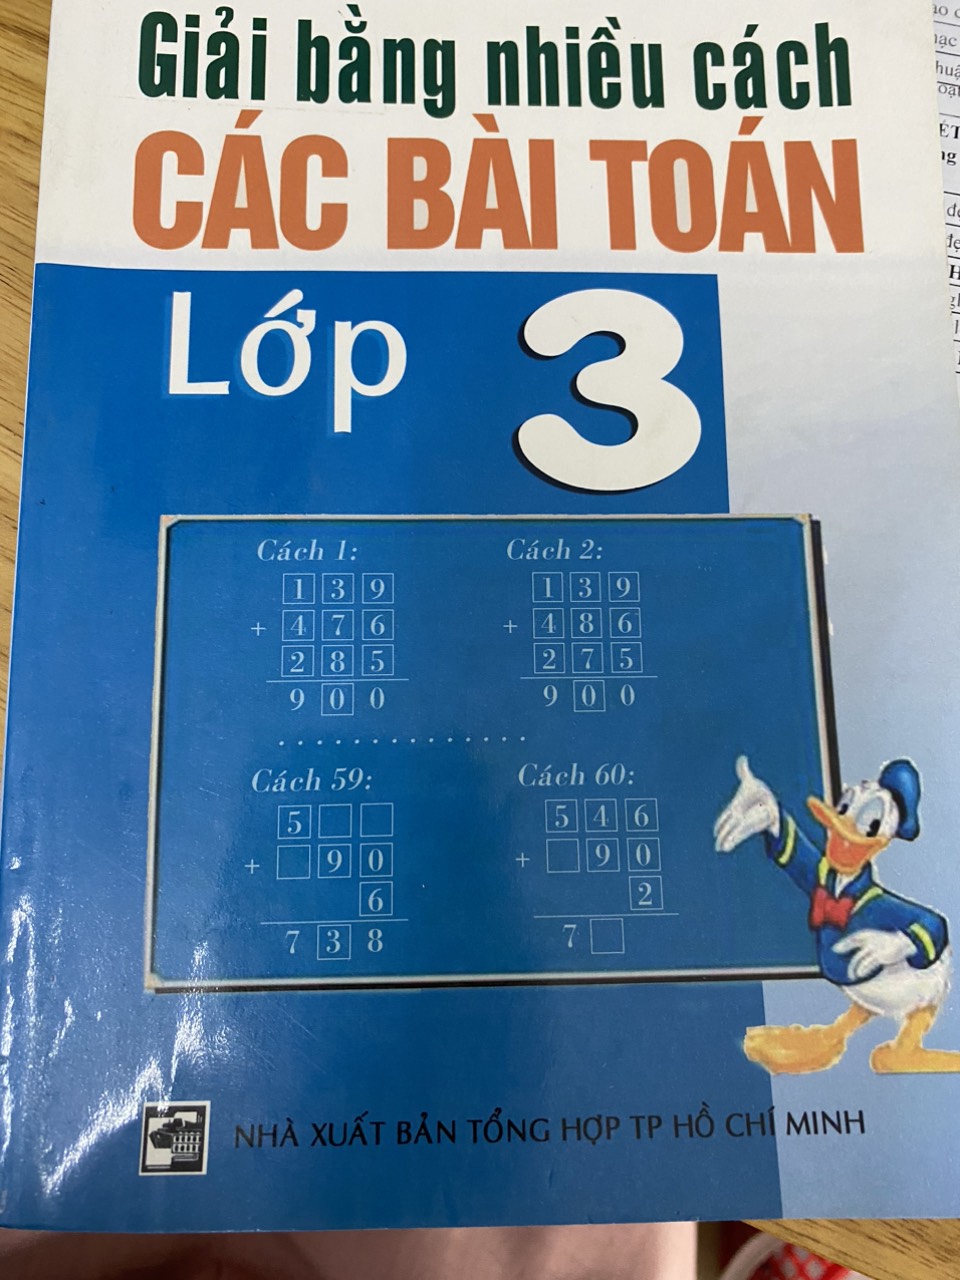 Giải bằng nhiều cách
CÁC BÀI TOÁN
Lớp 3
Cách 1: Cách 2:
1 3 9 1 3 9
+ 4 7 6 + 4 8 6
2 8 5 2 7 5
9 0 0 9 0 0
. . . . . . . . . . . . . .
Cách 59: Cách 60:
5 5 4 6
+ 9 0 + 9 0
6 2
7 3 8 7
NHÀ XUẤT BẢN TỔNG HỢP TP HỒ CHÍ MINH